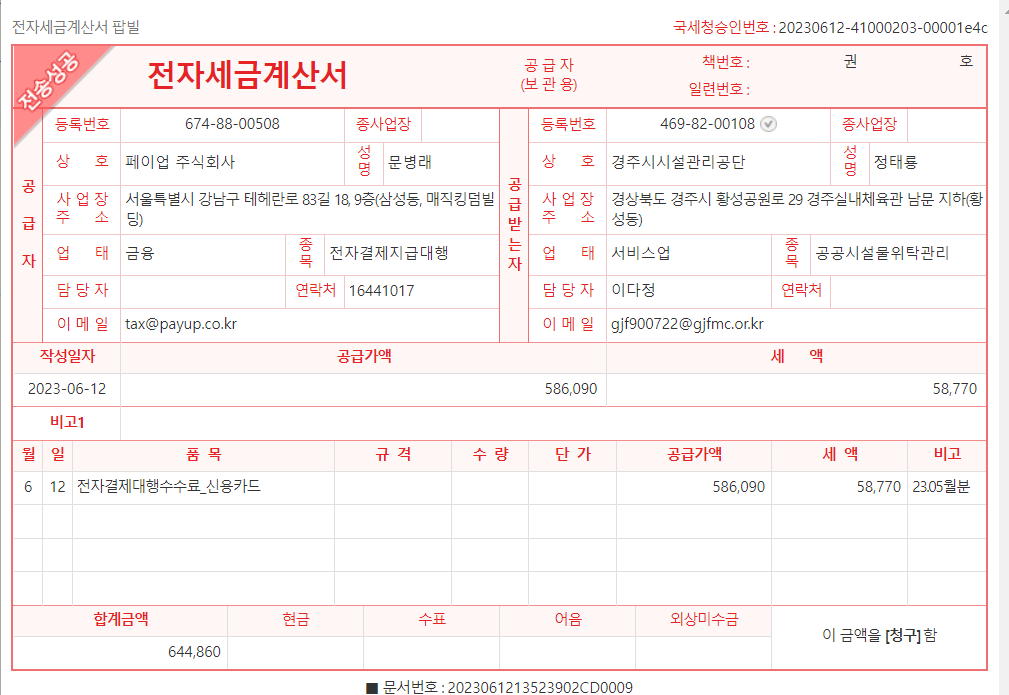 전자세금계산서 팝빌
국세청승인번호 : 20230612-41000203-00001e4c
전송성공
전자세금계산서
공 급 자
(보 관 용)
책번호 : 권 호
일련번호 :
공급자
등록번호 674-88-00508 종사업장
상 호 페이업 주식회사 성명 문병래
사 업 장 주 소 서울특별시 강남구 테헤란로 83길 18, 9층(삼성동, 매직킹덤빌
딩)
업 태 금융 종목 전자결제지급대행
담 당 자 연락처 16441017
이 메 일 tax@payup.co.kr
공급받는자
등록번호 469-82-00108 종사업장
상 호 경주시시설관리공단 성명 정태룡
사 업 장 주 소 경상북도 경주시 황성공원로 29 경주실내체육관 남문 지하(황
성동)
업 태 서비스업 종목 공공시설물위탁관리
담 당 자 이다정 연락처
이 메 일 gjf900722@gjfmc.or.kr
작성일자 공급가액 세 액
2023-06-12 586,090 58,770
비고1
월 일 품 목 규 격 수 량 단 가 공급가액 세 액 비고
6 12 전자결제대행수수료_신용카드 586,090 58,770 23.05월분
합계금액 현금 수표 어음 외상미수금
644,860
이 금액을 [청구] 함
■ 문서번호 : 2023061213523902CD0009